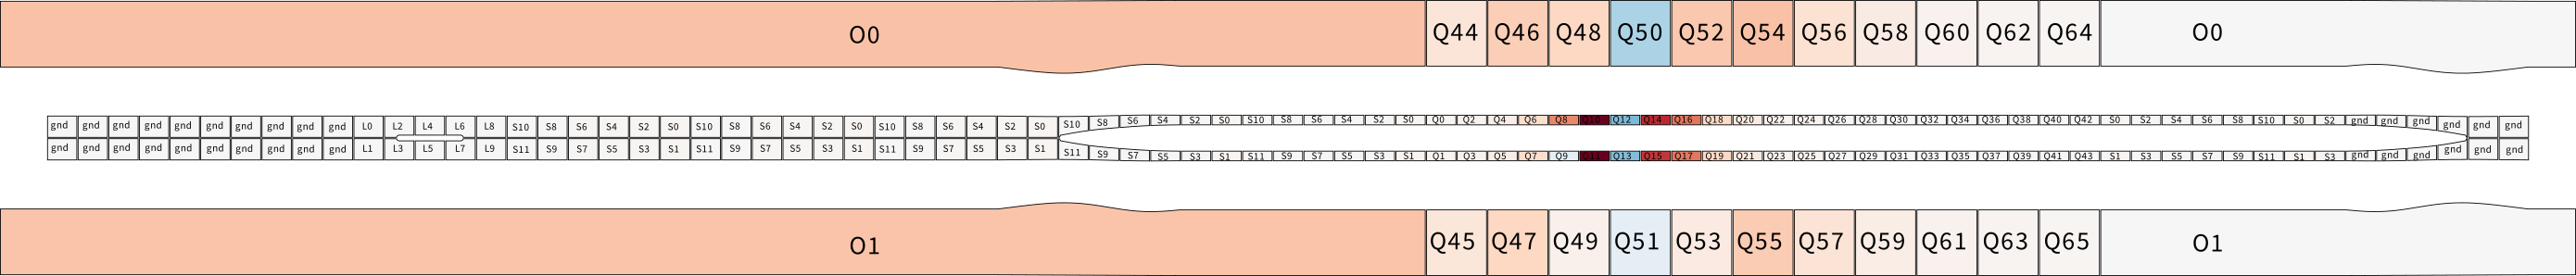 O0 Q44 Q46 Q48 Q50 Q52 Q54 Q56 Q58 Q60 Q62 Q64 O0
gnd gnd gnd gnd gnd gnd gnd gnd gnd gnd L0 L2 L4 L6 L8 S10 S8 S6 S4 S2 S0 S10 S8 S6 S4 S2 S0 S10 S8 S6 S4 S2 S0 S10 S8 S6 S4 S2 S0 S10 S8 S6 S4 S2 S0 Q0 Q2 Q4 Q6 Q8 Q10 Q12 Q14 Q16 Q18 Q20 Q22 Q24 Q26 Q28 Q30 Q32 Q34 Q36 Q38 Q40 Q42 S0 S2 S4 S6 S8 S10 S0 S2 gnd gnd gnd gnd gnd gnd
gnd gnd gnd gnd gnd gnd gnd gnd gnd gnd L1 L3 L5 L7 L9 S11 S9 S7 S5 S3 S1 S11 S9 S7 S5 S3 S1 S11 S9 S7 S5 S3 S1 S11 S9 S7 S5 S3 S1 S11 S9 S7 S5 S3 S1 Q1 Q3 Q5 Q7 Q9 Q11 Q13 Q15 Q17 Q19 Q21 Q23 Q25 Q27 Q29 Q31 Q33 Q35 Q37 Q39 Q41 Q43 S1 S3 S5 S7 S9 S11 S1 S3 gnd gnd gnd gnd gnd gnd
O1 Q45 Q47 Q49 Q51 Q53 Q55 Q57 Q59 Q61 Q63 Q65 O1